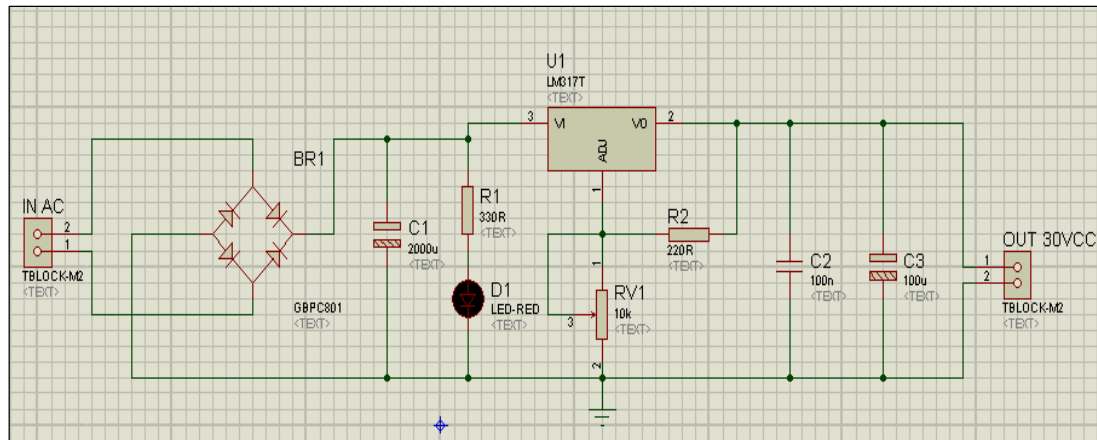 U1
LM317T
<TEXT>
3
VI
VO
2
ADJ
1
BR1
IN AC
2
1
TBLOCK-M2
<TEXT>
GBPC801
<TEXT>
C1
2000u
<TEXT>
R1
330R
<TEXT>
D1
LED-RED
<TEXT>
R2
220R
<TEXT>
1
RV1
10k
<TEXT>
3
2
C2
100n
<TEXT>
C3
100u
<TEXT>
OUT 30VCC
1
2
TBLOCK-M2
<TEXT>